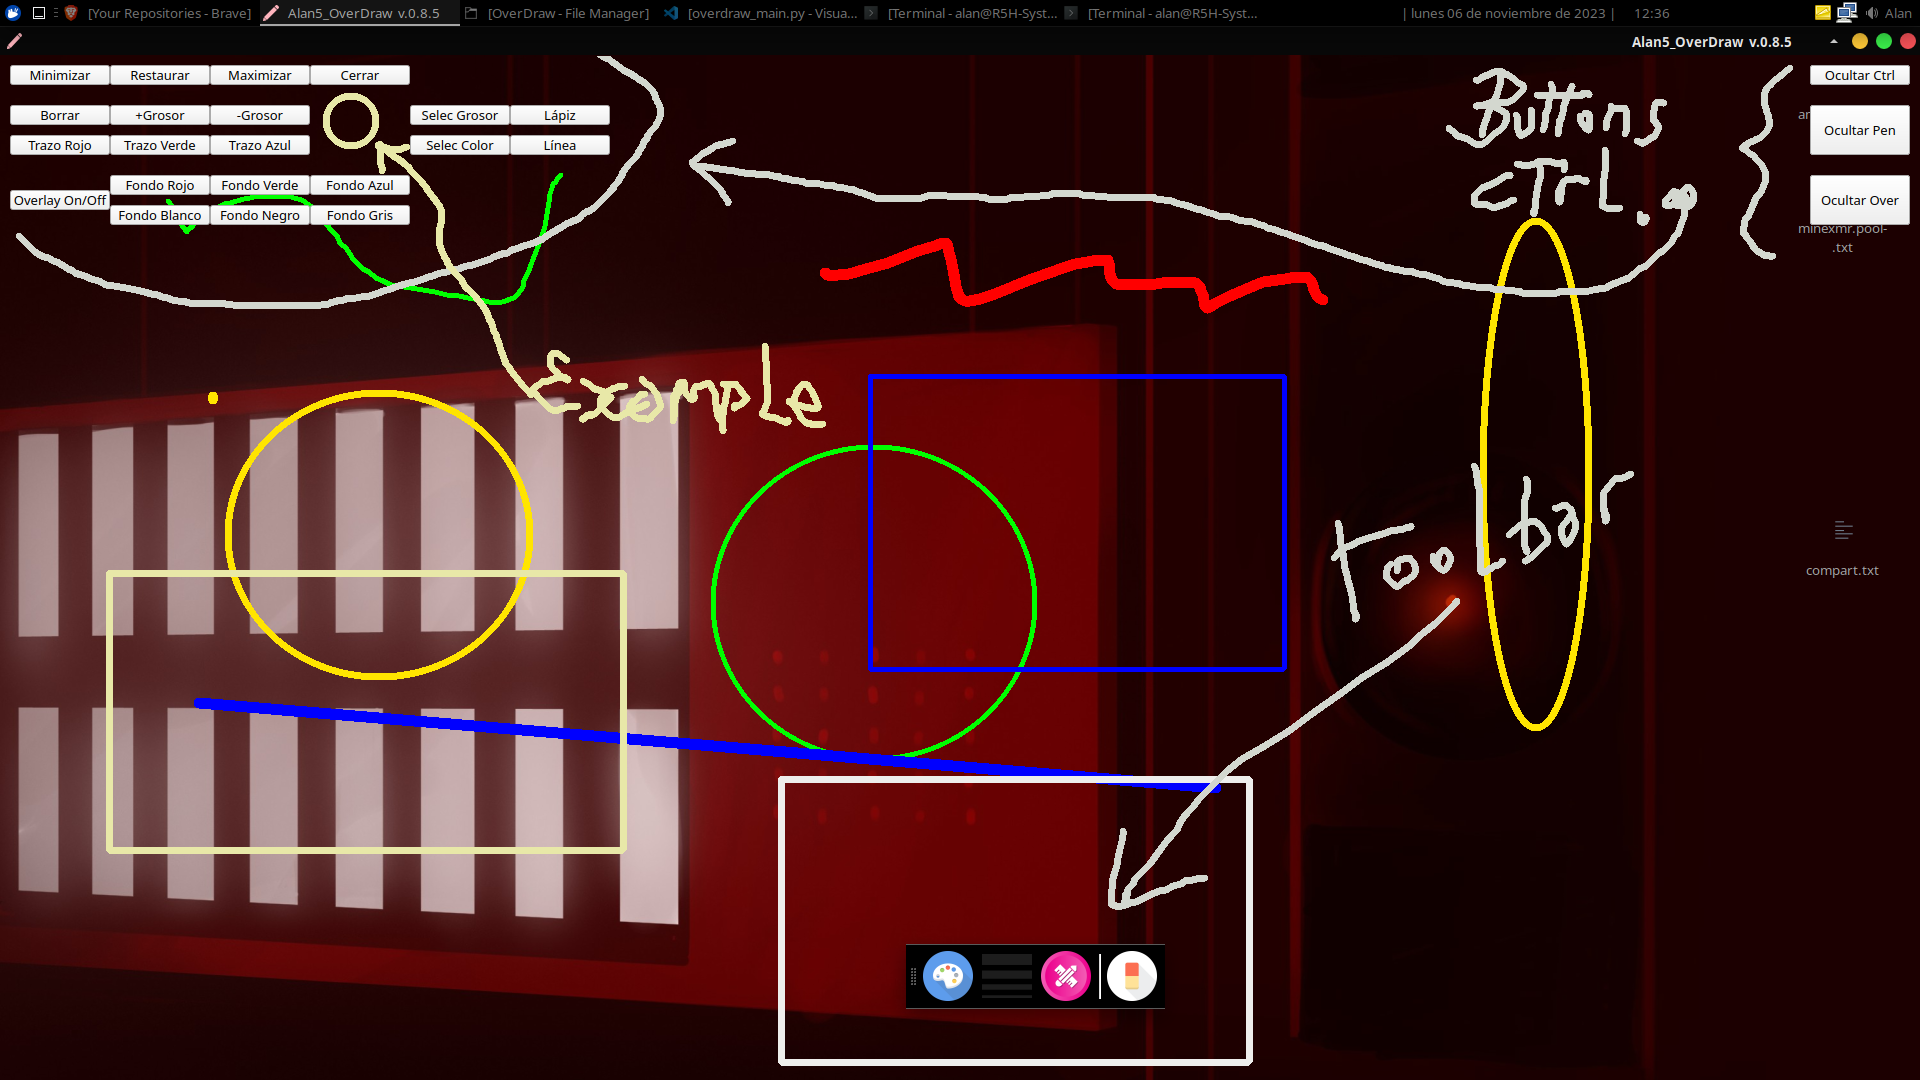 [Your Repositories - Brave] Alan5_OverDraw v.0.8.5 [OverDraw - File Manager] [overdraw_main.py - Visua... [Terminal - alan@R5H-Syst... [Terminal - alan@R5H-Syst... | lunes 06 de noviembre de 2023 | 12:36 Alan
Alan5_OverDraw v.0.8.5
Minimizar Restaurar Maximizar Cerrar Ocultar Ctrl
Borrar +Grosor -Grosor Selec Grosor Lápiz
Buttons
Ocultar Pen
Trazo Rojo Trazo Verde Trazo Azul Selec Color Línea
CTrL.
Fondo Rojo Fondo Verde Fondo Azul
Overlay On/Off Ocultar Over
Fondo Blanco Fondo Negro Fondo Gris
minexmr.pool-
.txt
Example
TooLbar
compart.txt